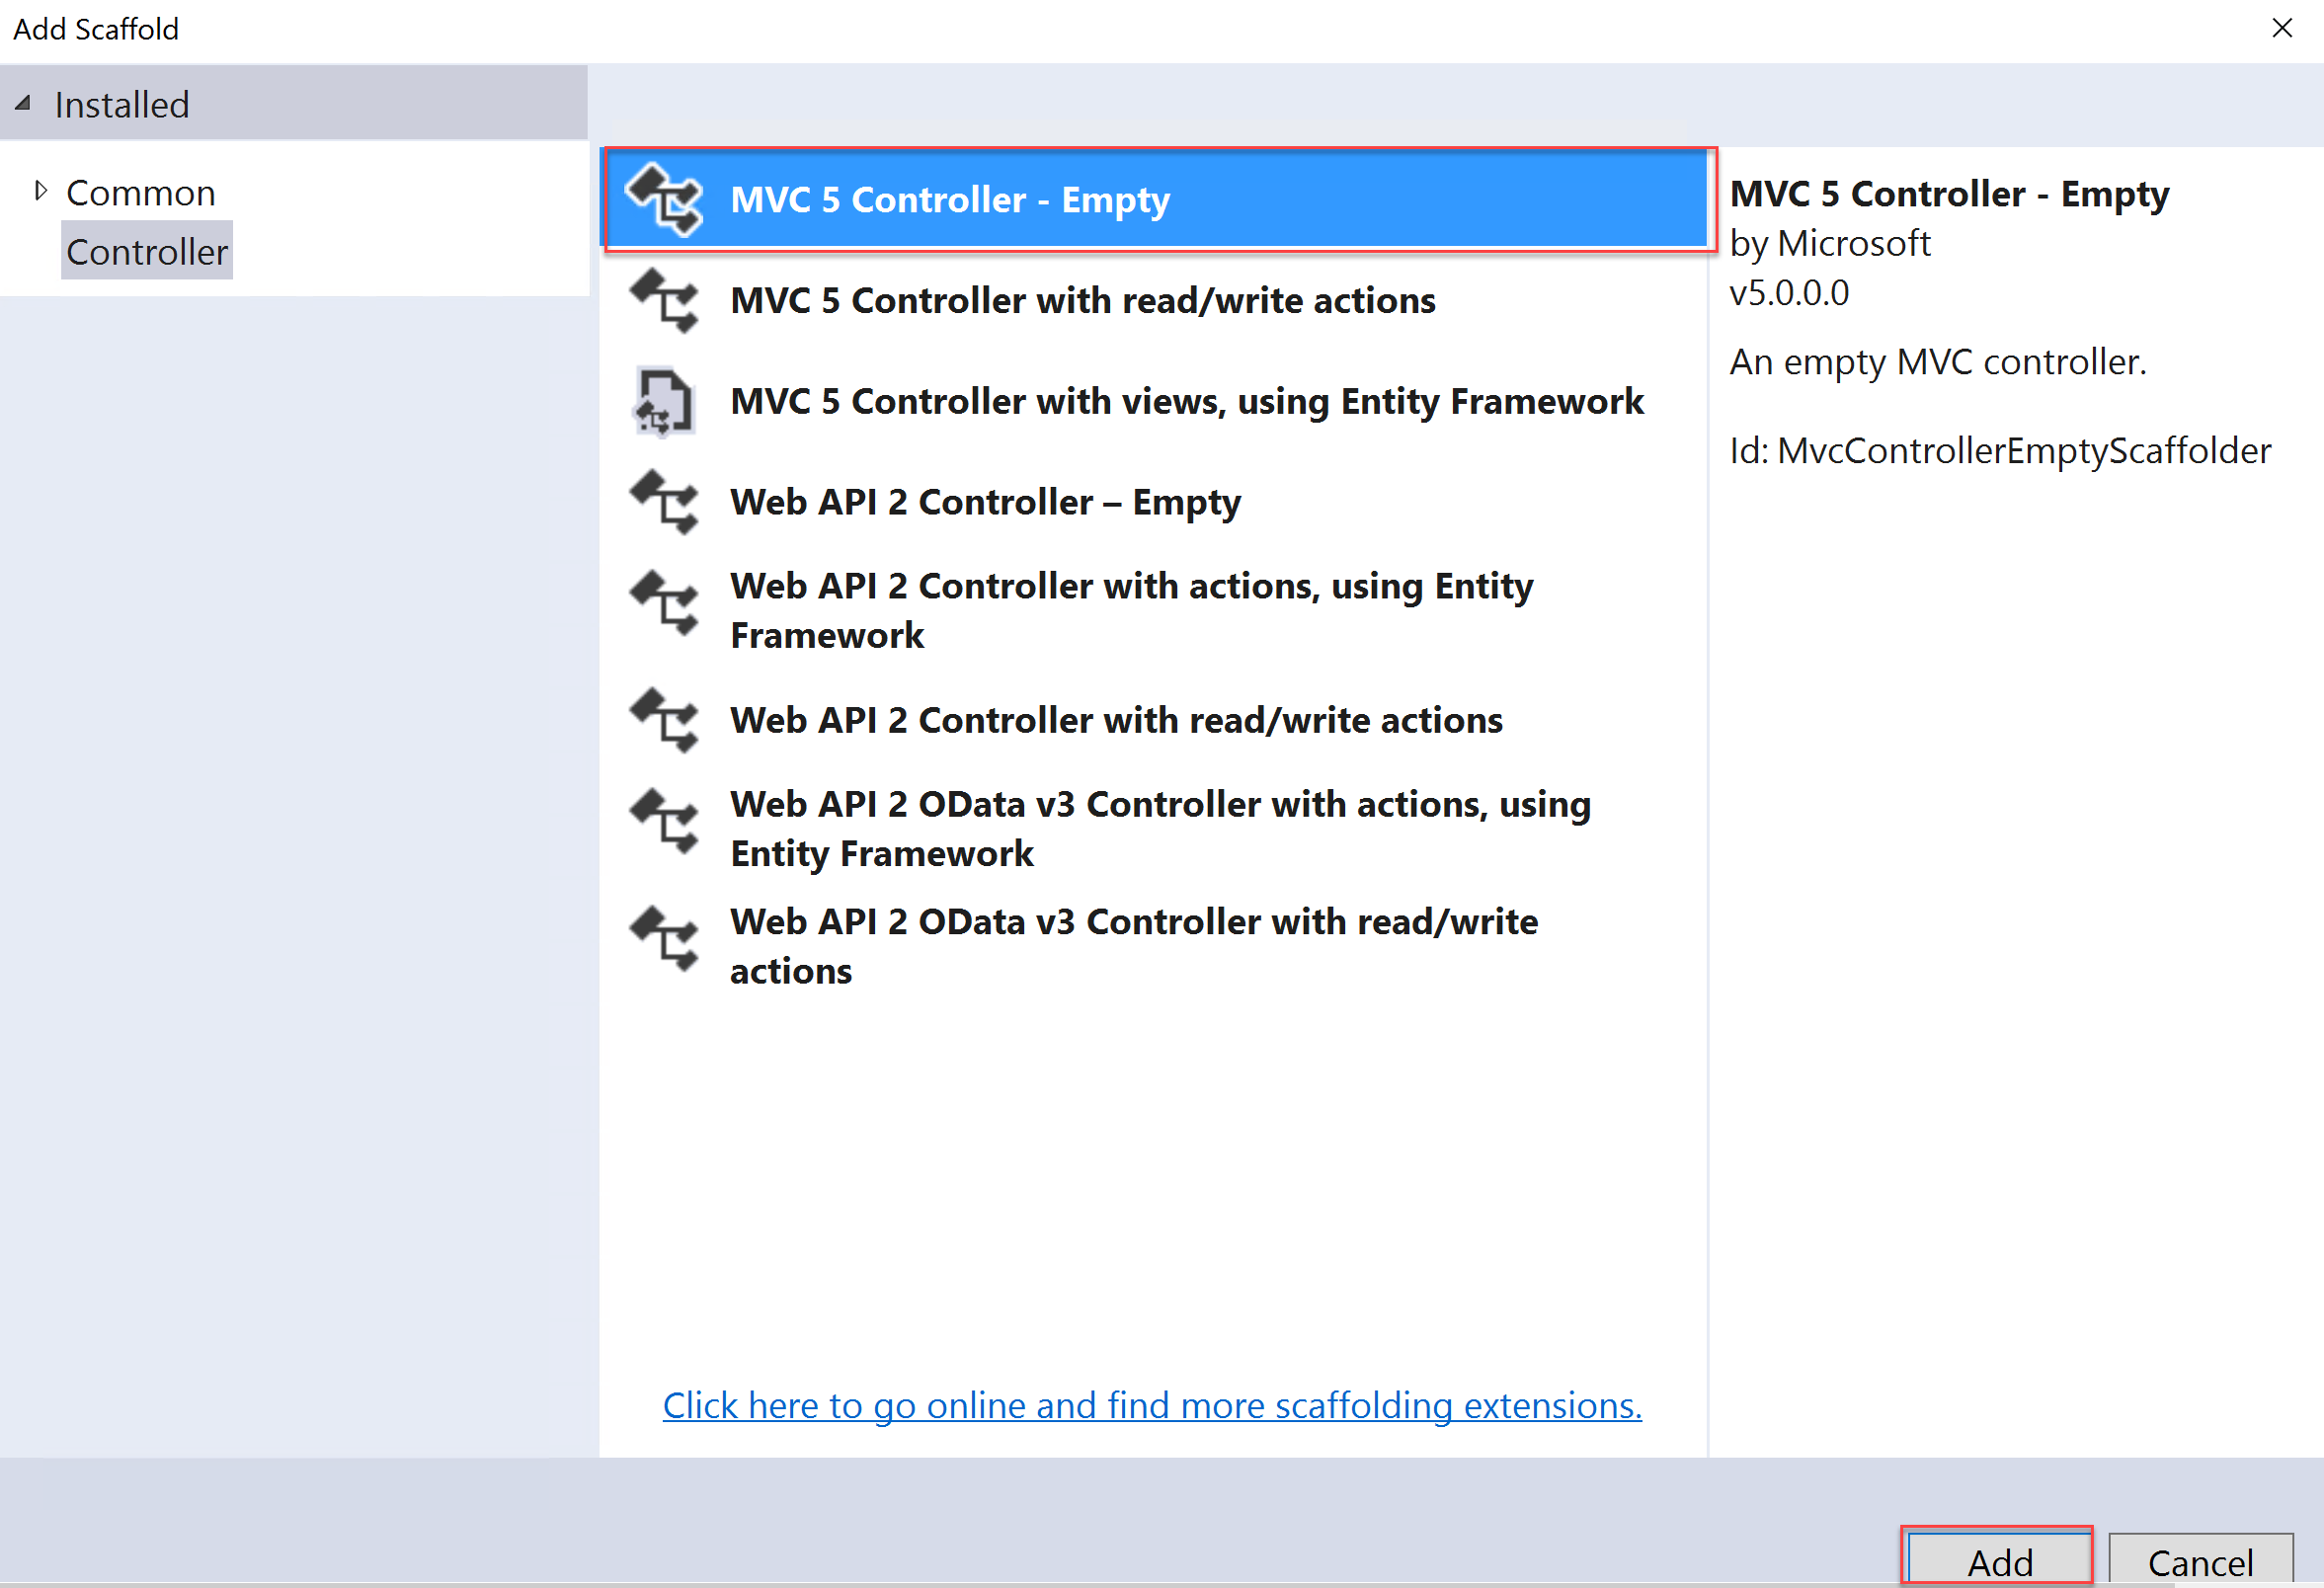 Add Scaffold
Installed
Common
Controller
MVC 5 Controller - Empty
MVC 5 Controller with read/write actions
MVC 5 Controller with views, using Entity Framework
Web API 2 Controller – Empty
Web API 2 Controller with actions, using Entity
Framework
Web API 2 Controller with read/write actions
Web API 2 OData v3 Controller with actions, using
Entity Framework
Web API 2 OData v3 Controller with read/write
actions
Click here to go online and find more scaffolding extensions.
MVC 5 Controller - Empty
by Microsoft
v5.0.0.0
An empty MVC controller.
Id: MvcControllerEmptyScaffolder
Add
Cancel